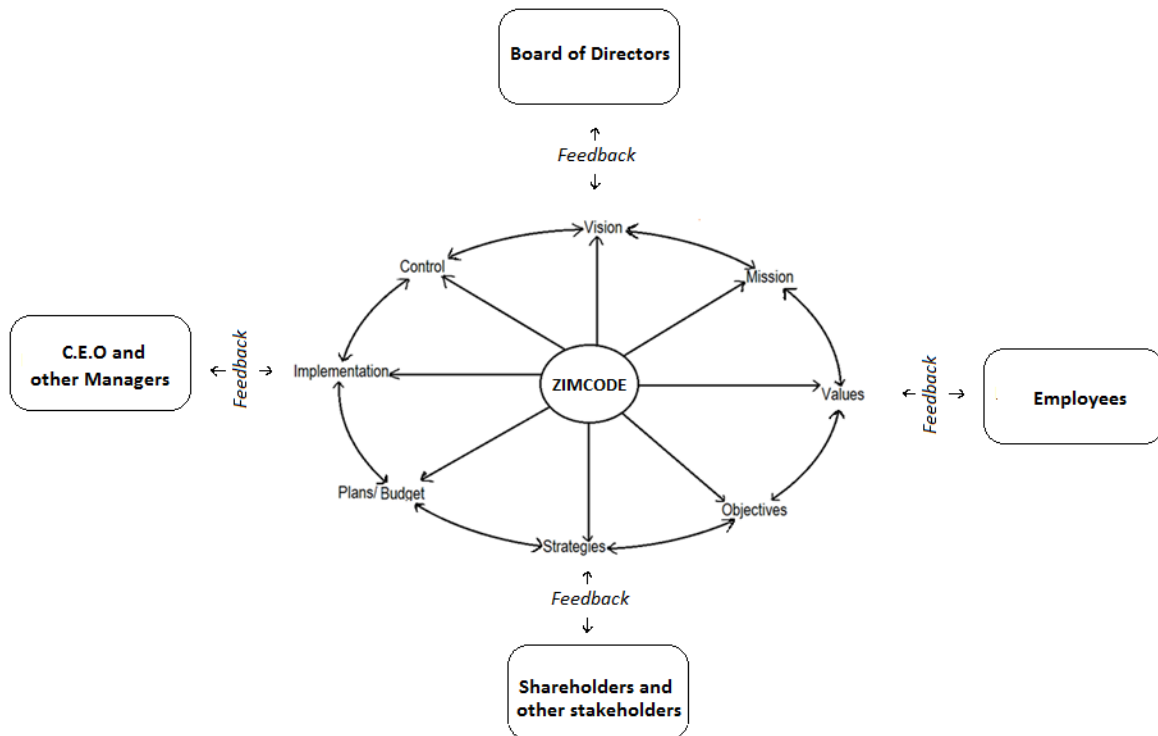 Board of Directors
Feedback
Vision
Control
Mission
C.E.O and
other Managers
Feedback
Implementation
ZIMCODE
Values
Feedback
Employees
Plans/ Budget
Objectives
Strategies
Feedback
Shareholders and
other stakeholders